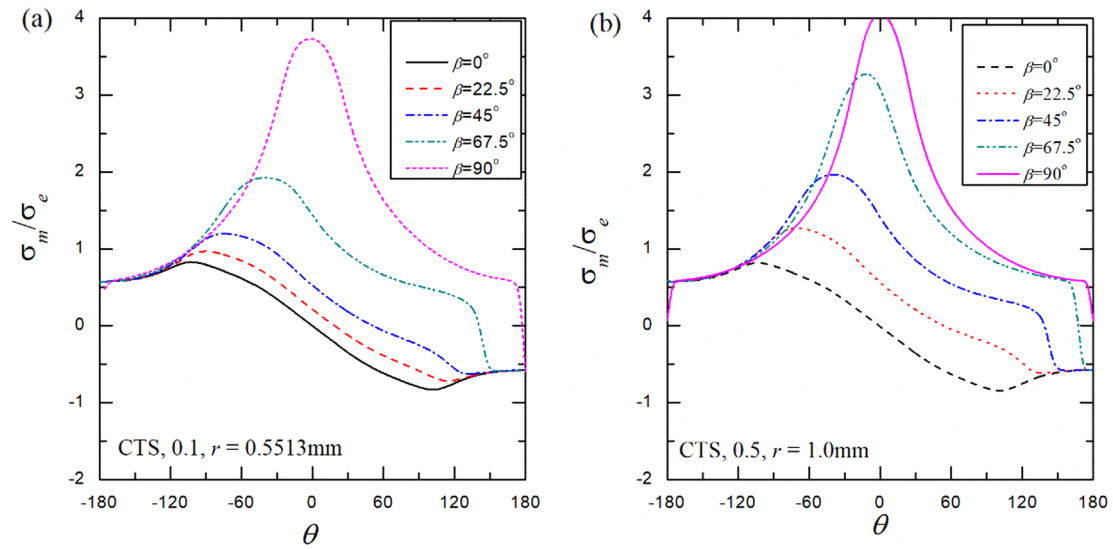 (a)
4
3
2
1
0
-1
-2
σm/σe
β=0°
β=22.5°
β=45°
β=67.5°
β=90°
CTS, 0.1, r = 0.5513mm
-180 -120 -60 0 60 120 180
θ
(b)
4
3
2
1
0
-1
-2
σm/σe
β=0°
β=22.5°
β=45°
β=67.5°
β=90°
CTS, 0.5, r = 1.0mm
-180 -120 -60 0 60 120 180
θ